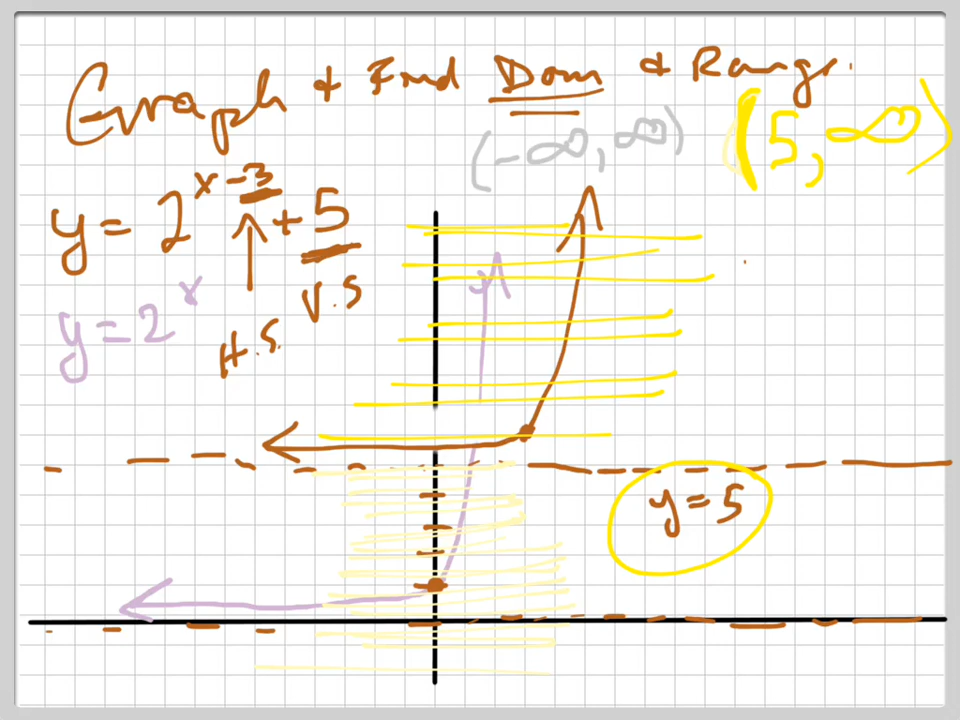 Graph & Find Dom & Range.
(-∞, ∞) (5, ∞)
y = 2^(x-3) + 5
y = 2^x
H.S. V.S
y = 5